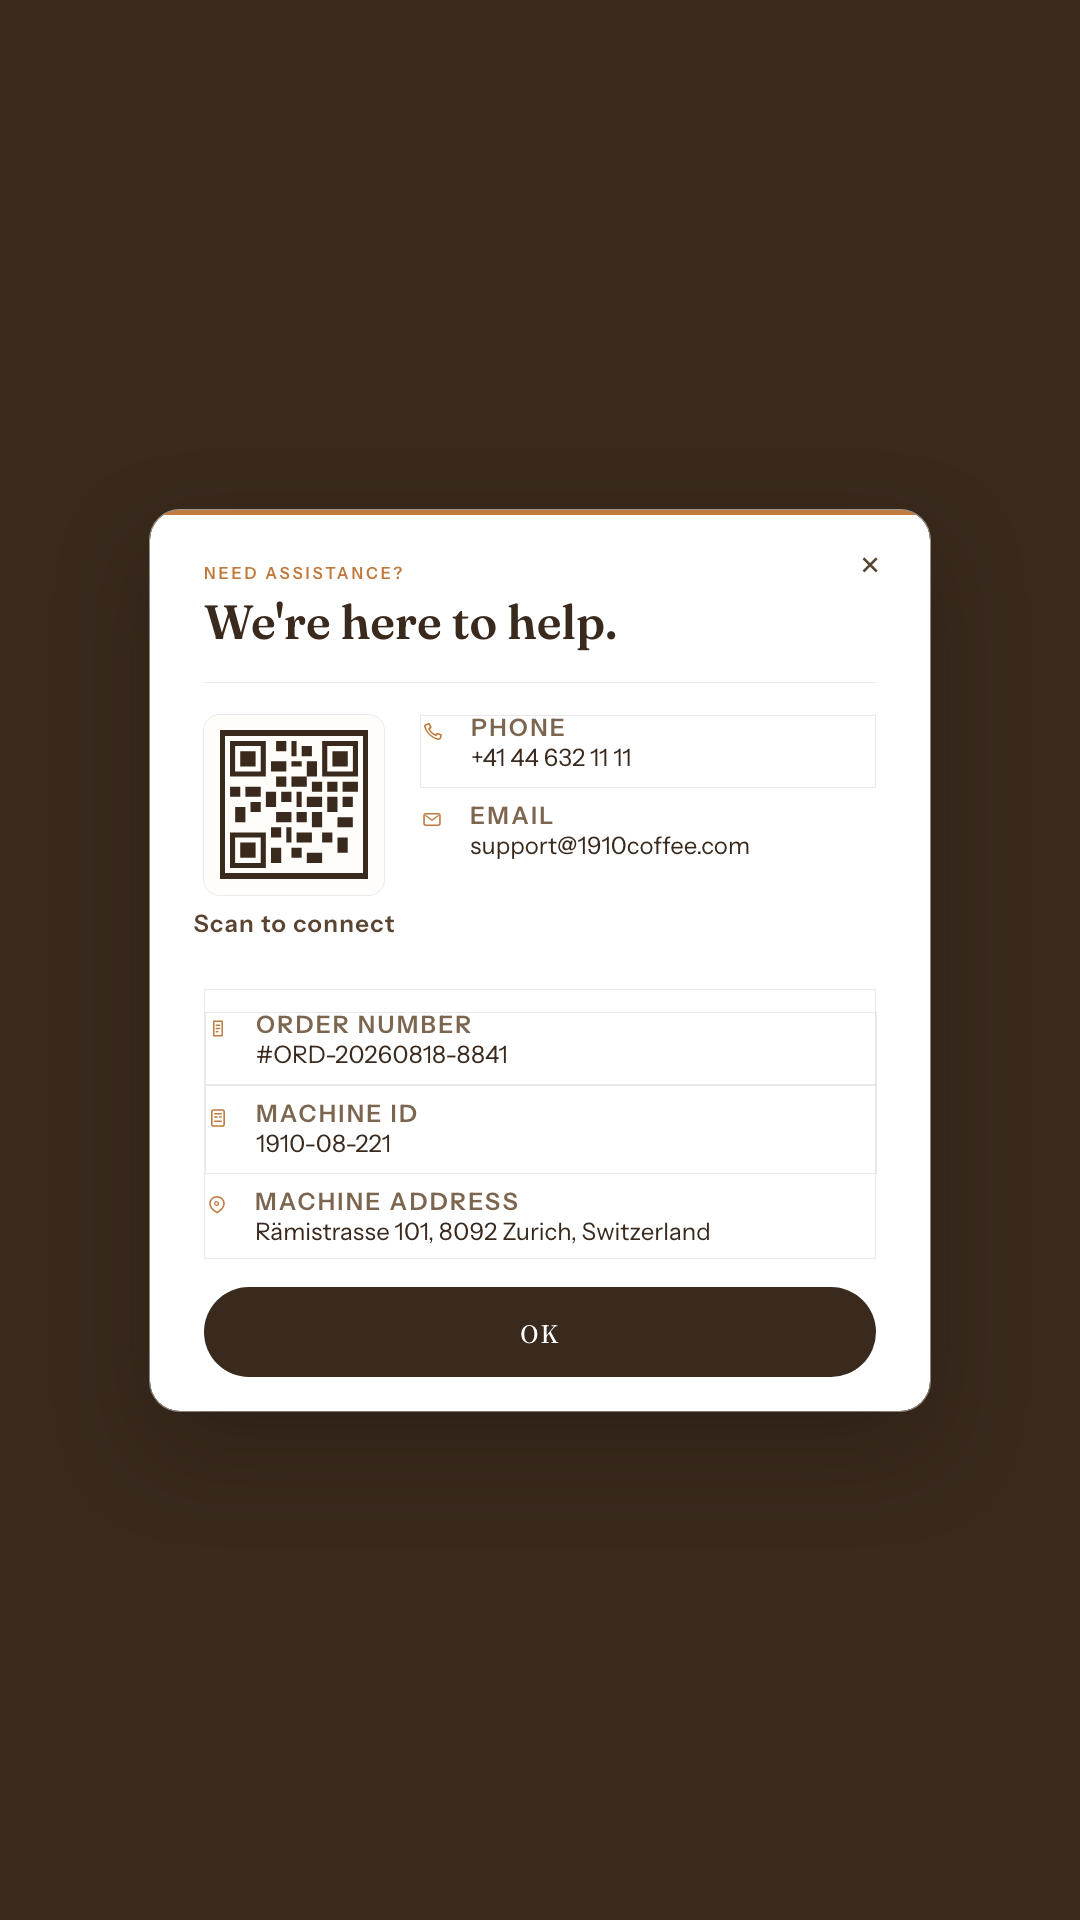 NEED ASSISTANCE?
We're here to help.
PHONE
+41 44 632 11 11
EMAIL
support@1910coffee.com
Scan to connect
ORDER NUMBER
#ORD-20260818-8841
MACHINE ID
1910-08-221
MACHINE ADDRESS
Rämistrasse 101, 8092 Zurich, Switzerland
OK